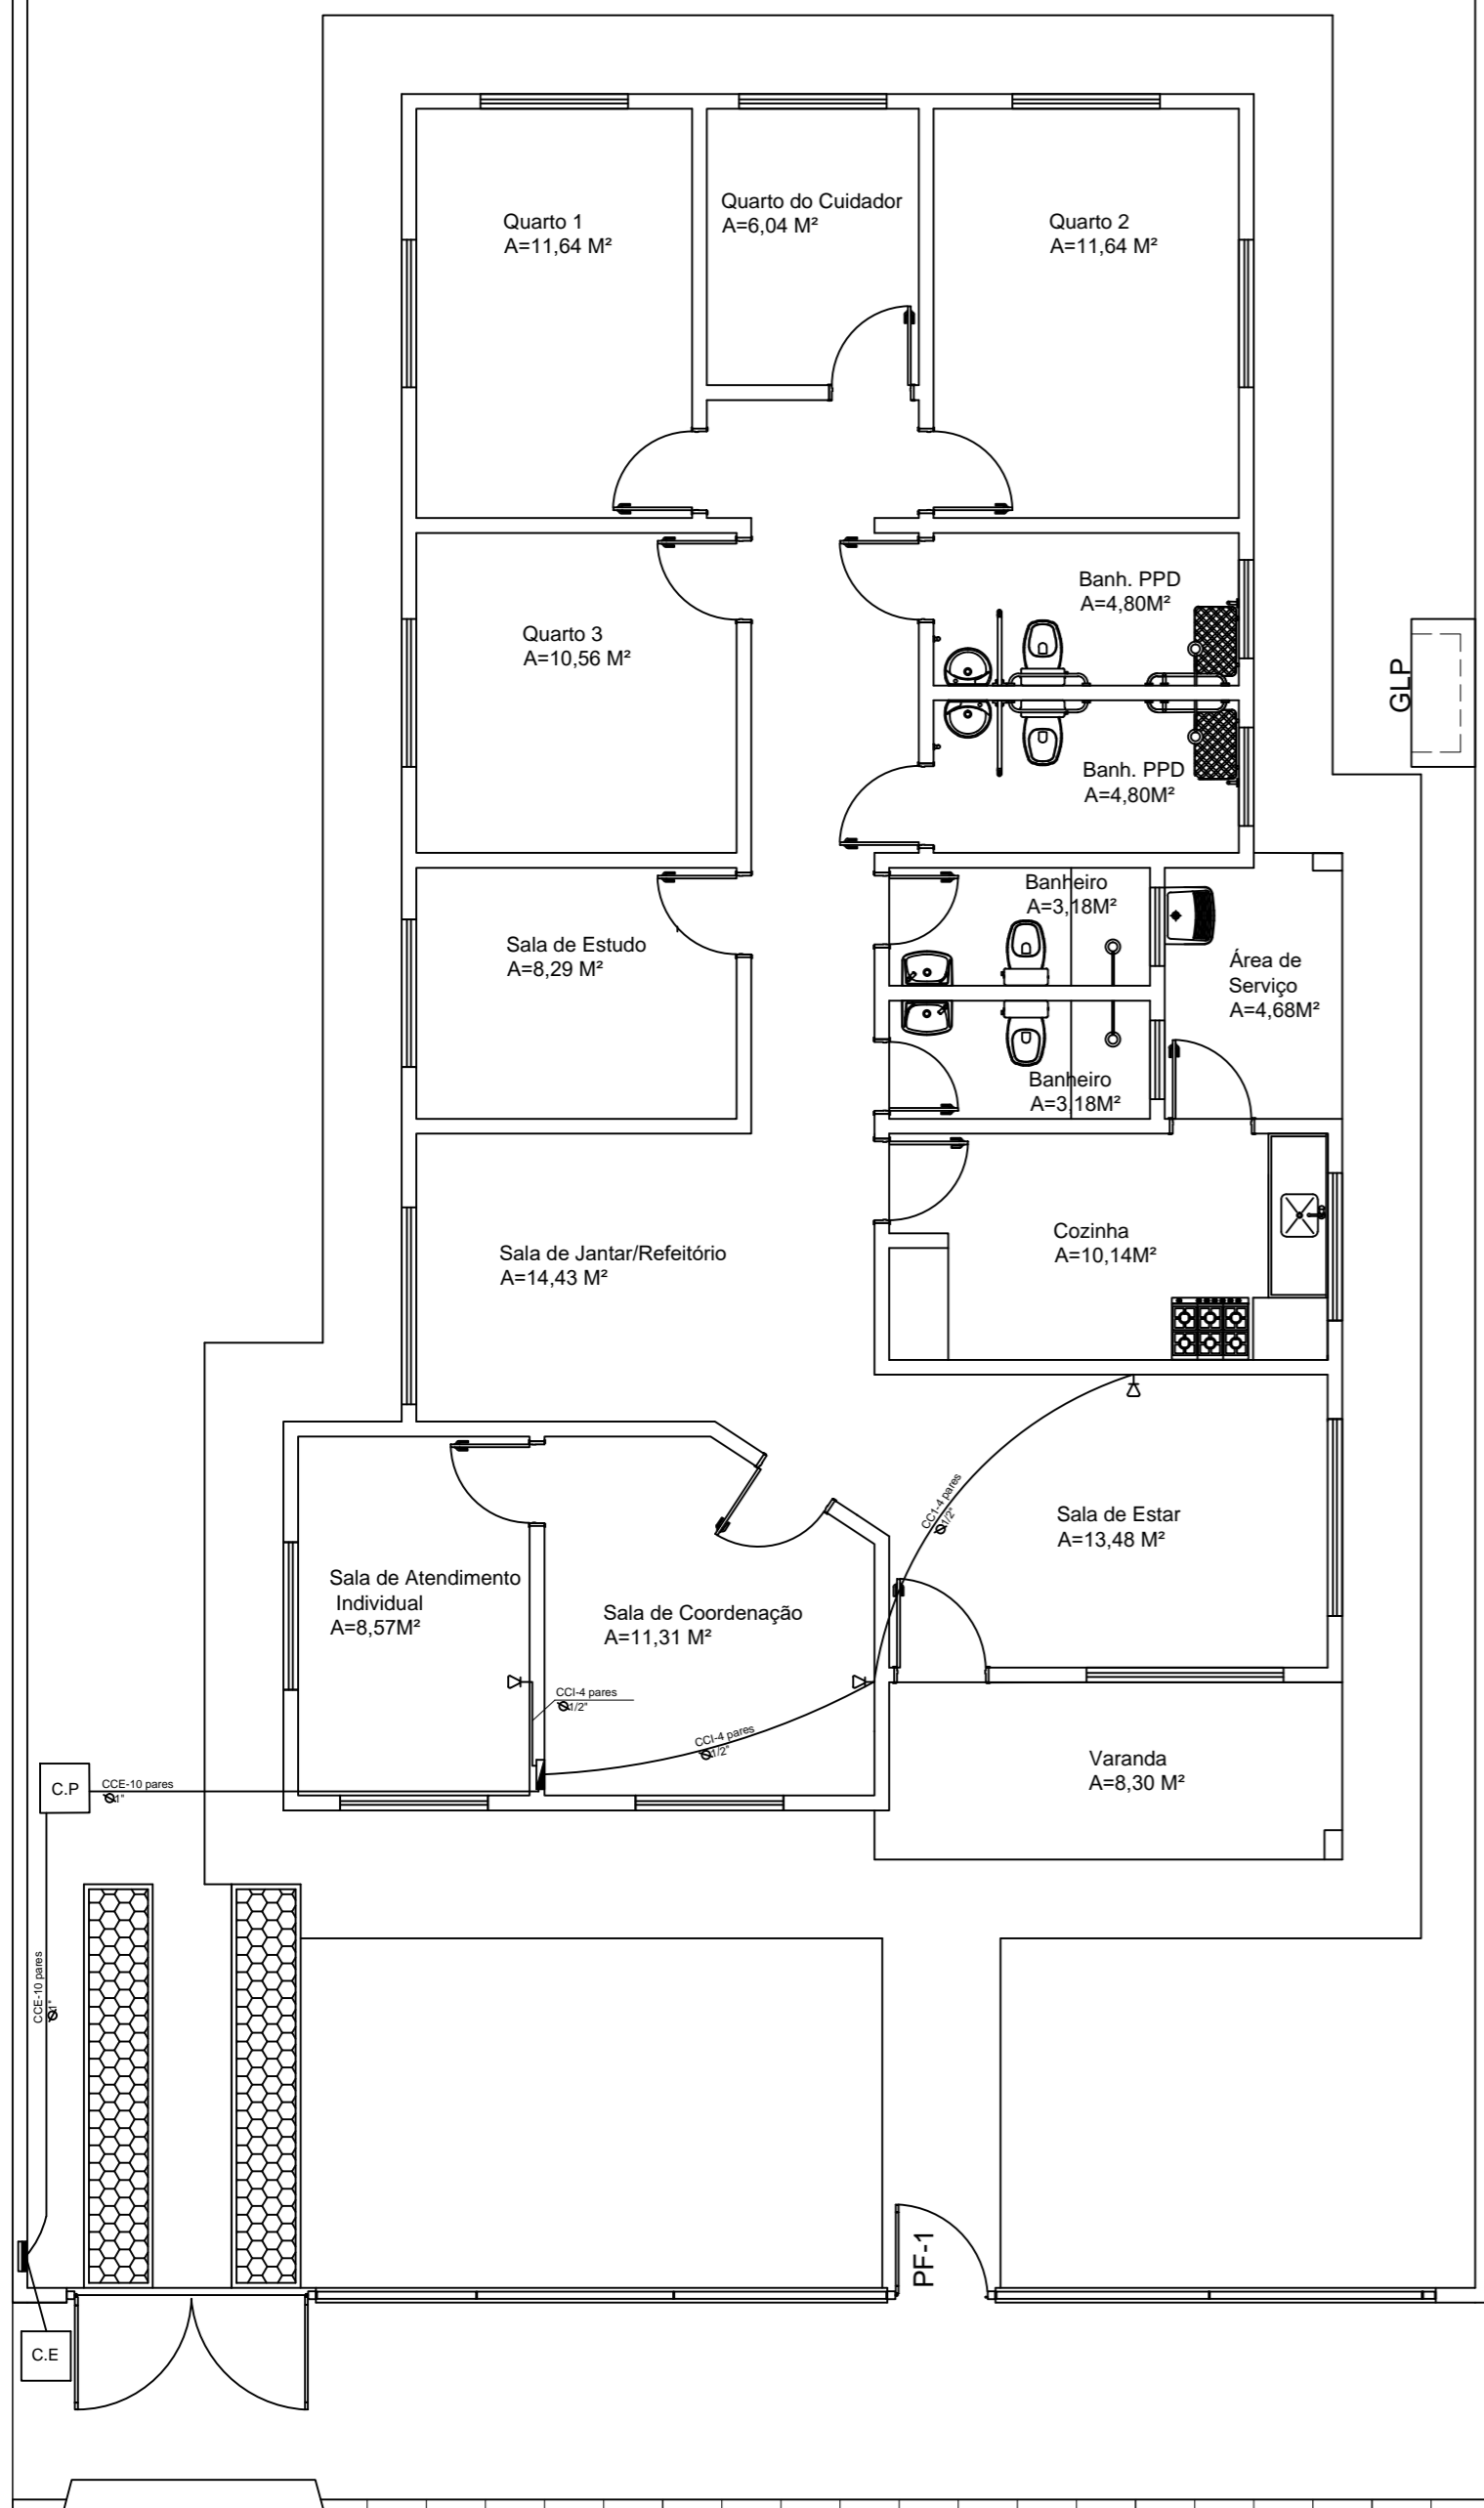 Quarto 1
A=11,64 M²
Quarto do Cuidador
A=6,04 M²
Quarto 2
A=11,64 M²
Banh. PPD
A=4,80M²
Quarto 3
A=10,56 M²
GLP
Banh. PPD
A=4,80M²
Banheiro
A=3,18M²
Sala de Estudo
A=8,29 M²
Área de
Serviço
A=4,68M²
Banheiro
A=3,18M²
Sala de Jantar/Refeitório
A=14,43 M²
Cozinha
A=10,14M²
CC1-4 pares
Ø1/2"
Sala de Estar
A=13,48 M²
Sala de Atendimento
Individual
A=8,57M²
Sala de Coordenação
A=11,31 M²
CCI-4 pares
Ø1/2"
CCI-4 pares
Ø1/2"
Varanda
A=8,30 M²
C.P
CCE-10 pares
Ø1"
CCE-10 pares
Ø1"
PF-1
C.E